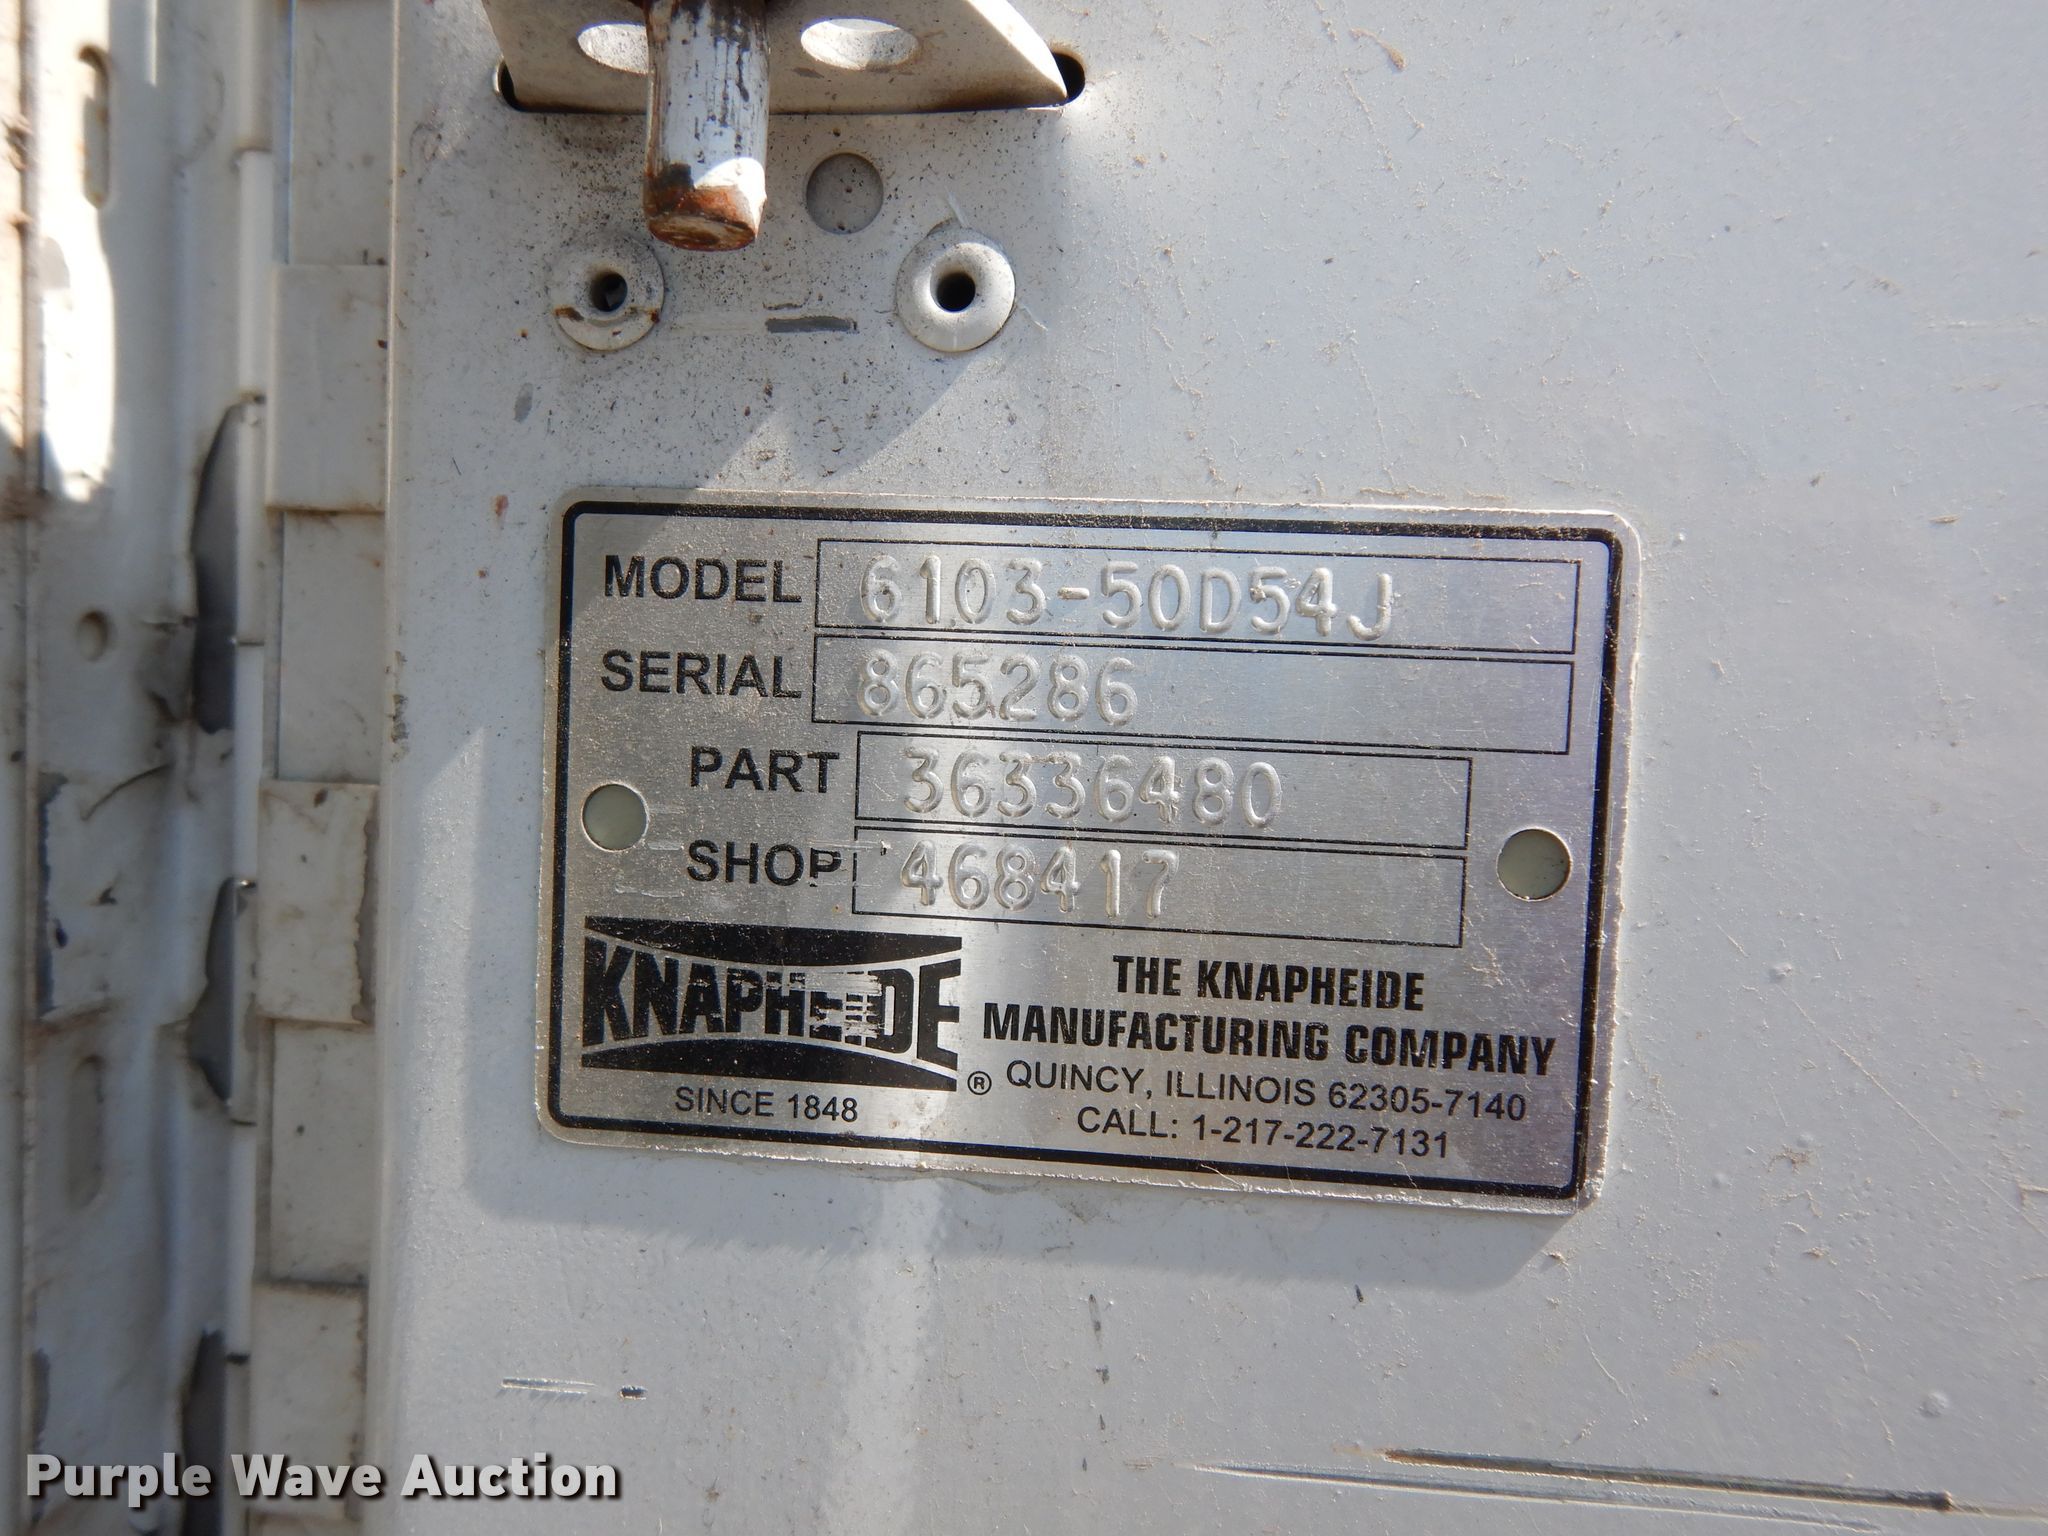 MODEL 6103-50D54J
SERIAL 865286
PART 36336480
SHOP 468417
KNAPHEIDE ®
SINCE 1848
THE KNAPHEIDE
MANUFACTURING COMPANY
QUINCY, ILLINOIS 62305-7140
CALL: 1-217-222-7131
Purple Wave Auction